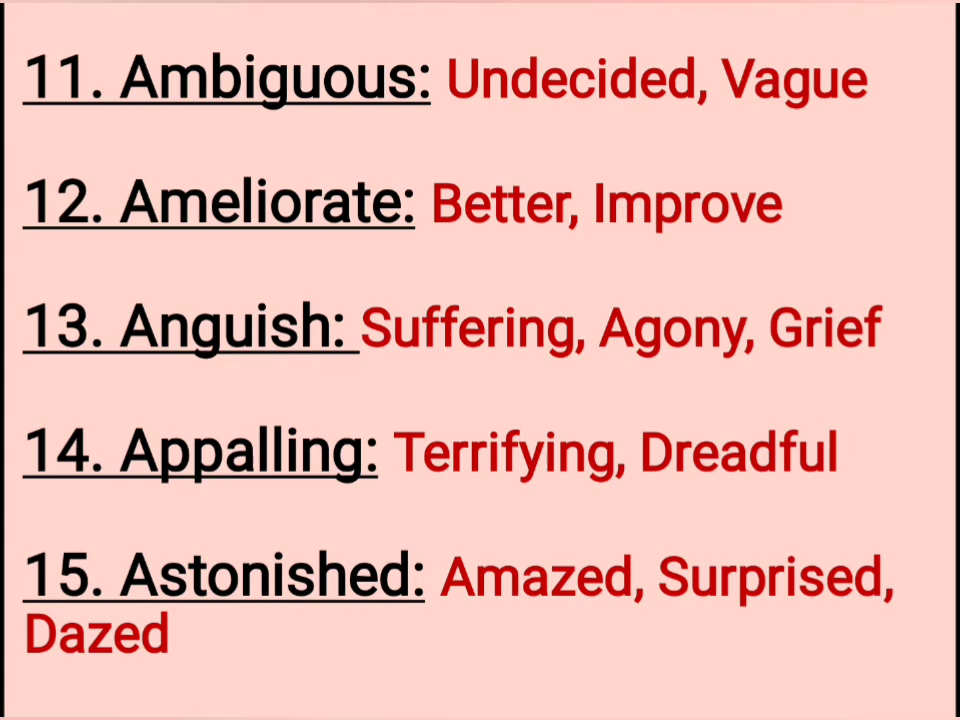 11. Ambiguous: Undecided, Vague
12. Ameliorate: Better, Improve
13. Anguish: Suffering, Agony, Grief
14. Appalling: Terrifying, Dreadful
15. Astonished: Amazed, Surprised,
Dazed